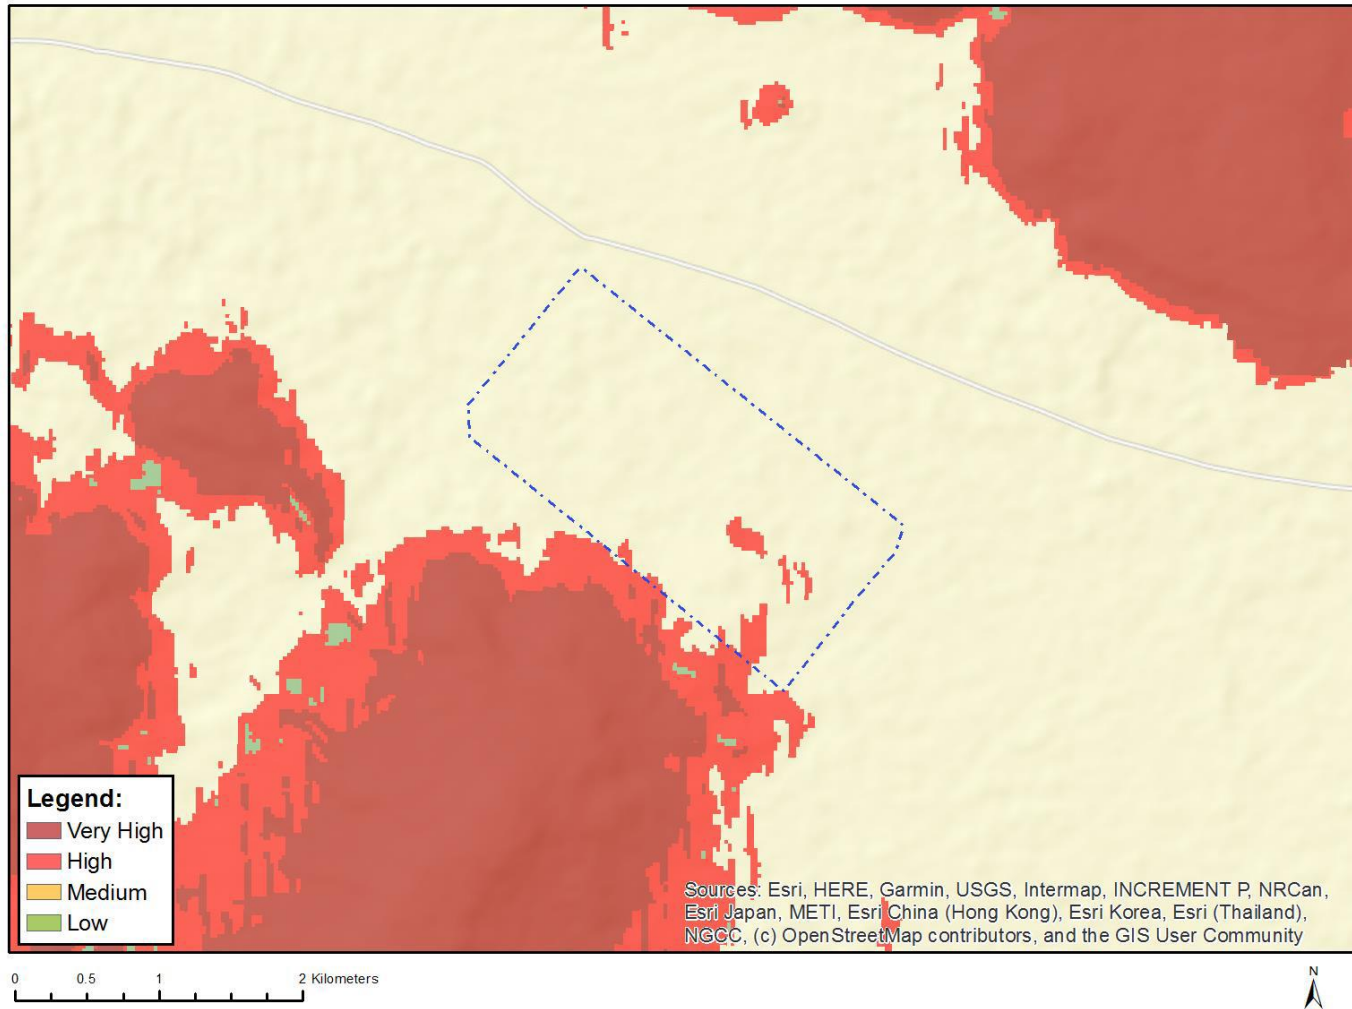 Legend:
Very High
High
Medium
Low
Sources: Esri, HERE, Garmin, USGS, Intermap, INCREMENT P, NRCan,
Esri Japan, METI, Esri China (Hong Kong), Esri Korea, Esri (Thailand),
NGCC, (c) OpenStreetMap contributors, and the GIS User Community
0 0.5 1 2 Kilometers
N